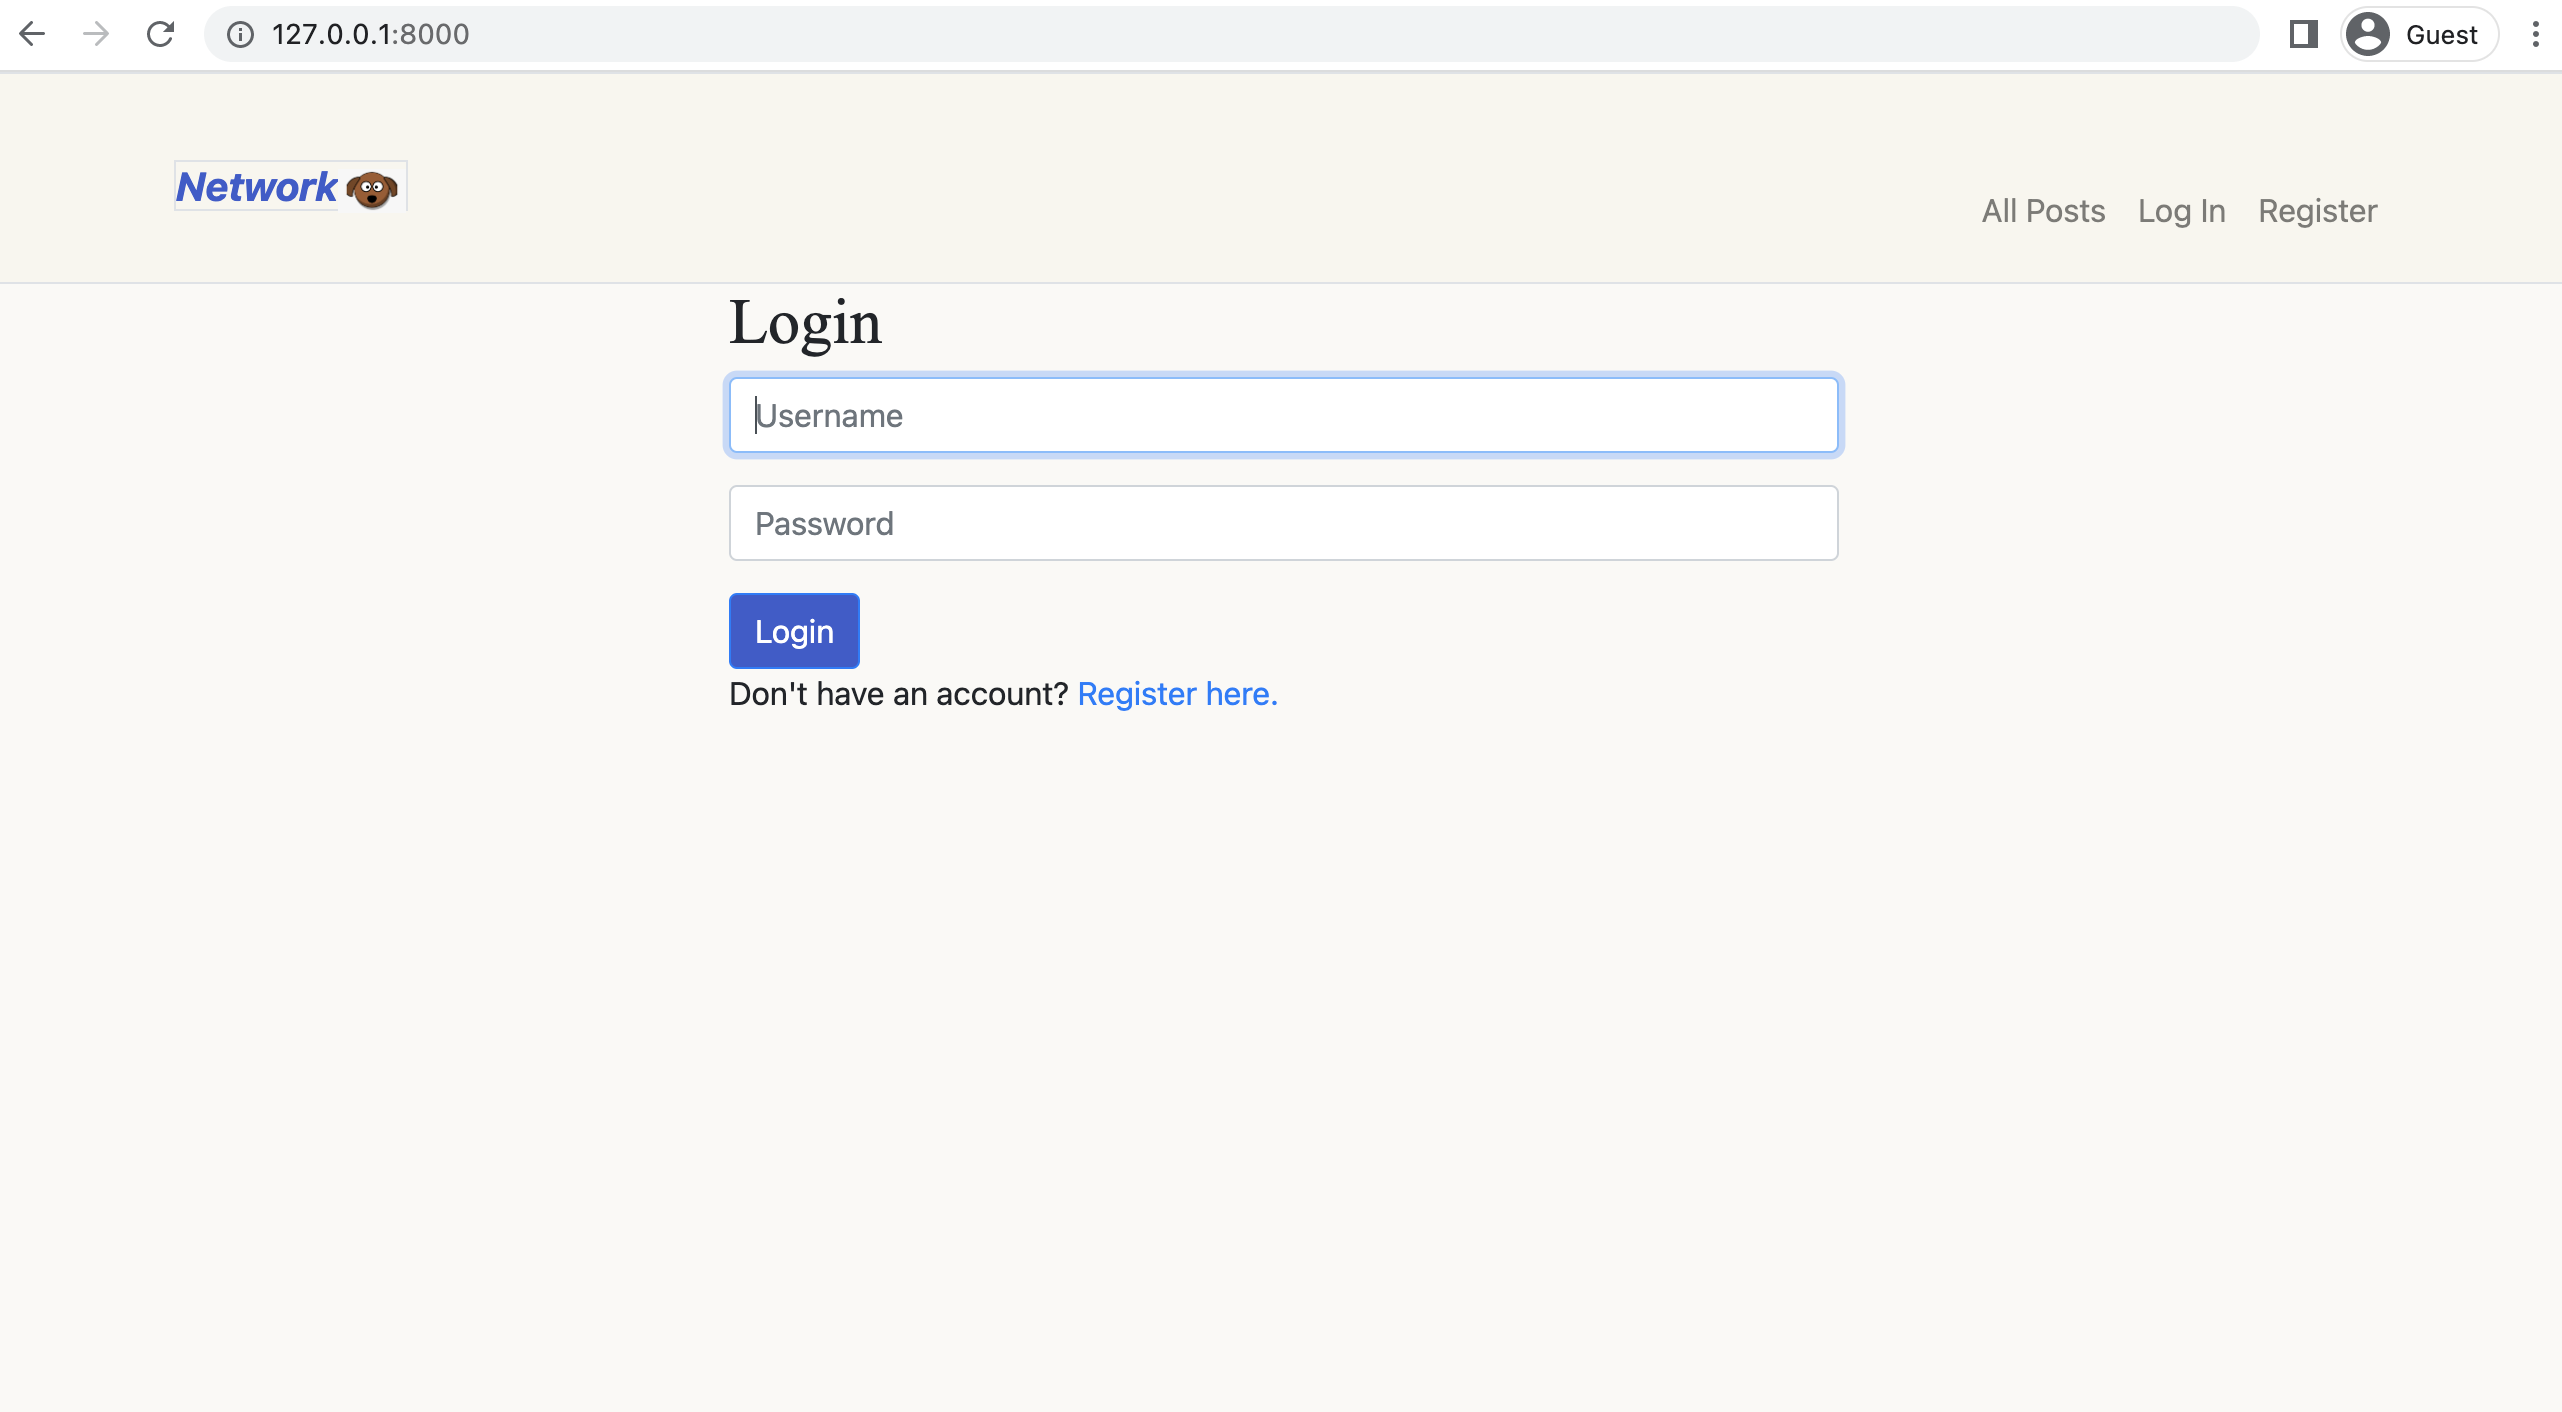 127.0.0.1:8000
Guest
Network
All Posts Log In Register
Login
Username
Password
Login
Don't have an account? Register here.